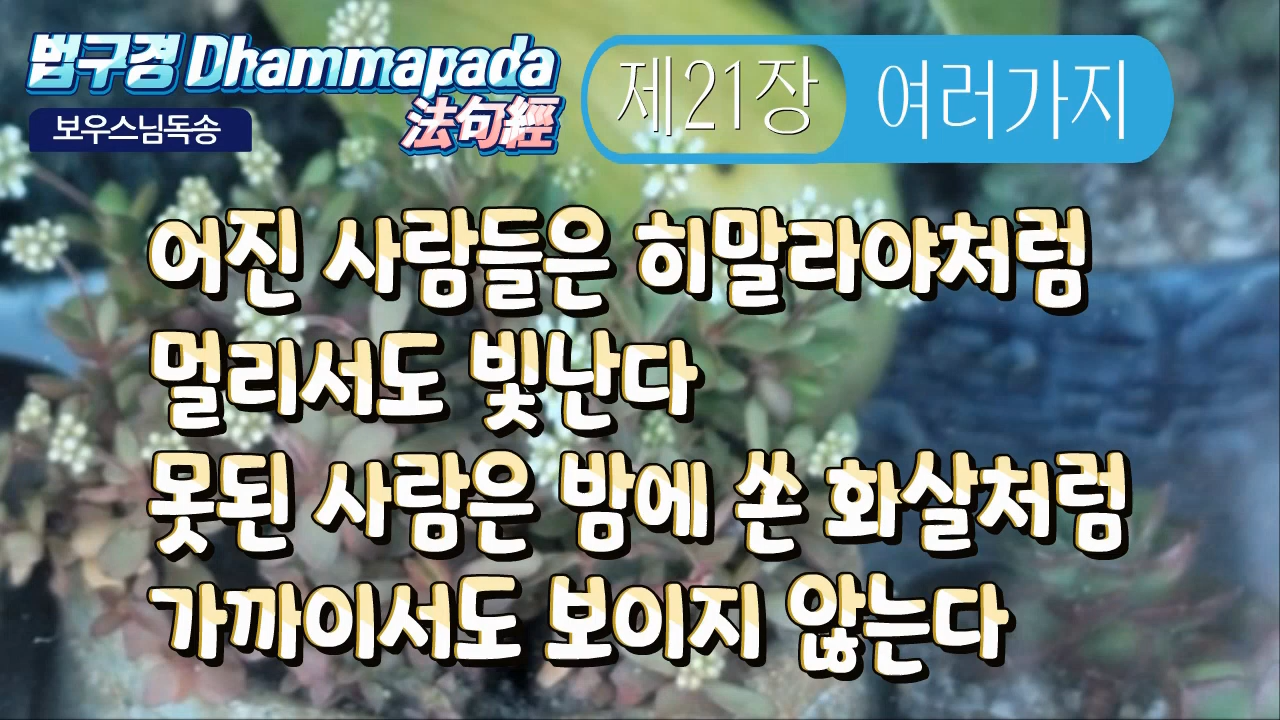 법구경 Dhammapada
法句經
보우스님독송
제21장 여러가지
어진 사람들은 히말라야처럼
멀리서도 빛난다
못된 사람은 밤에 쏜 화살처럼
가까이서도 보이지 않는다